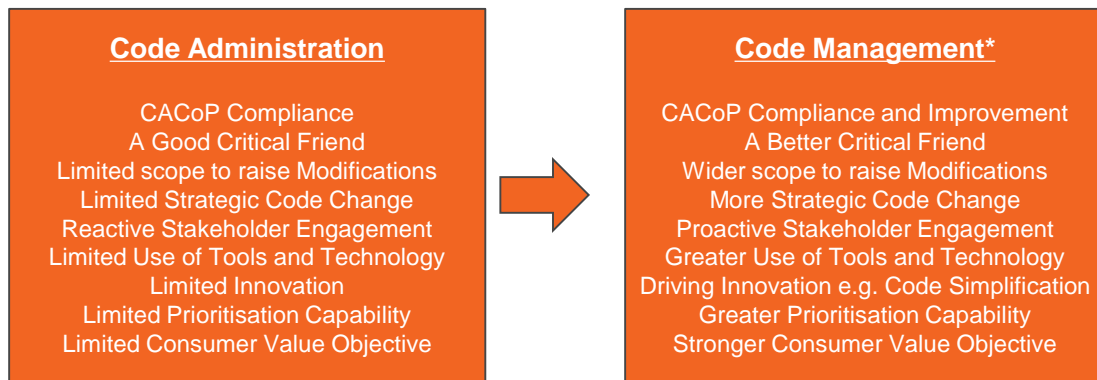 Code Administration
CACoP Compliance
A Good Critical Friend
Limited scope to raise Modifications
Limited Strategic Code Change
Reactive Stakeholder Engagement
Limited Use of Tools and Technology
Limited Innovation
Limited Prioritisation Capability
Limited Consumer Value Objective
Code Management*
CACoP Compliance and Improvement
A Better Critical Friend
Wider scope to raise Modifications
More Strategic Code Change
Proactive Stakeholder Engagement
Greater Use of Tools and Technology
Driving Innovation e.g. Code Simplification
Greater Prioritisation Capability
Stronger Consumer Value Objective